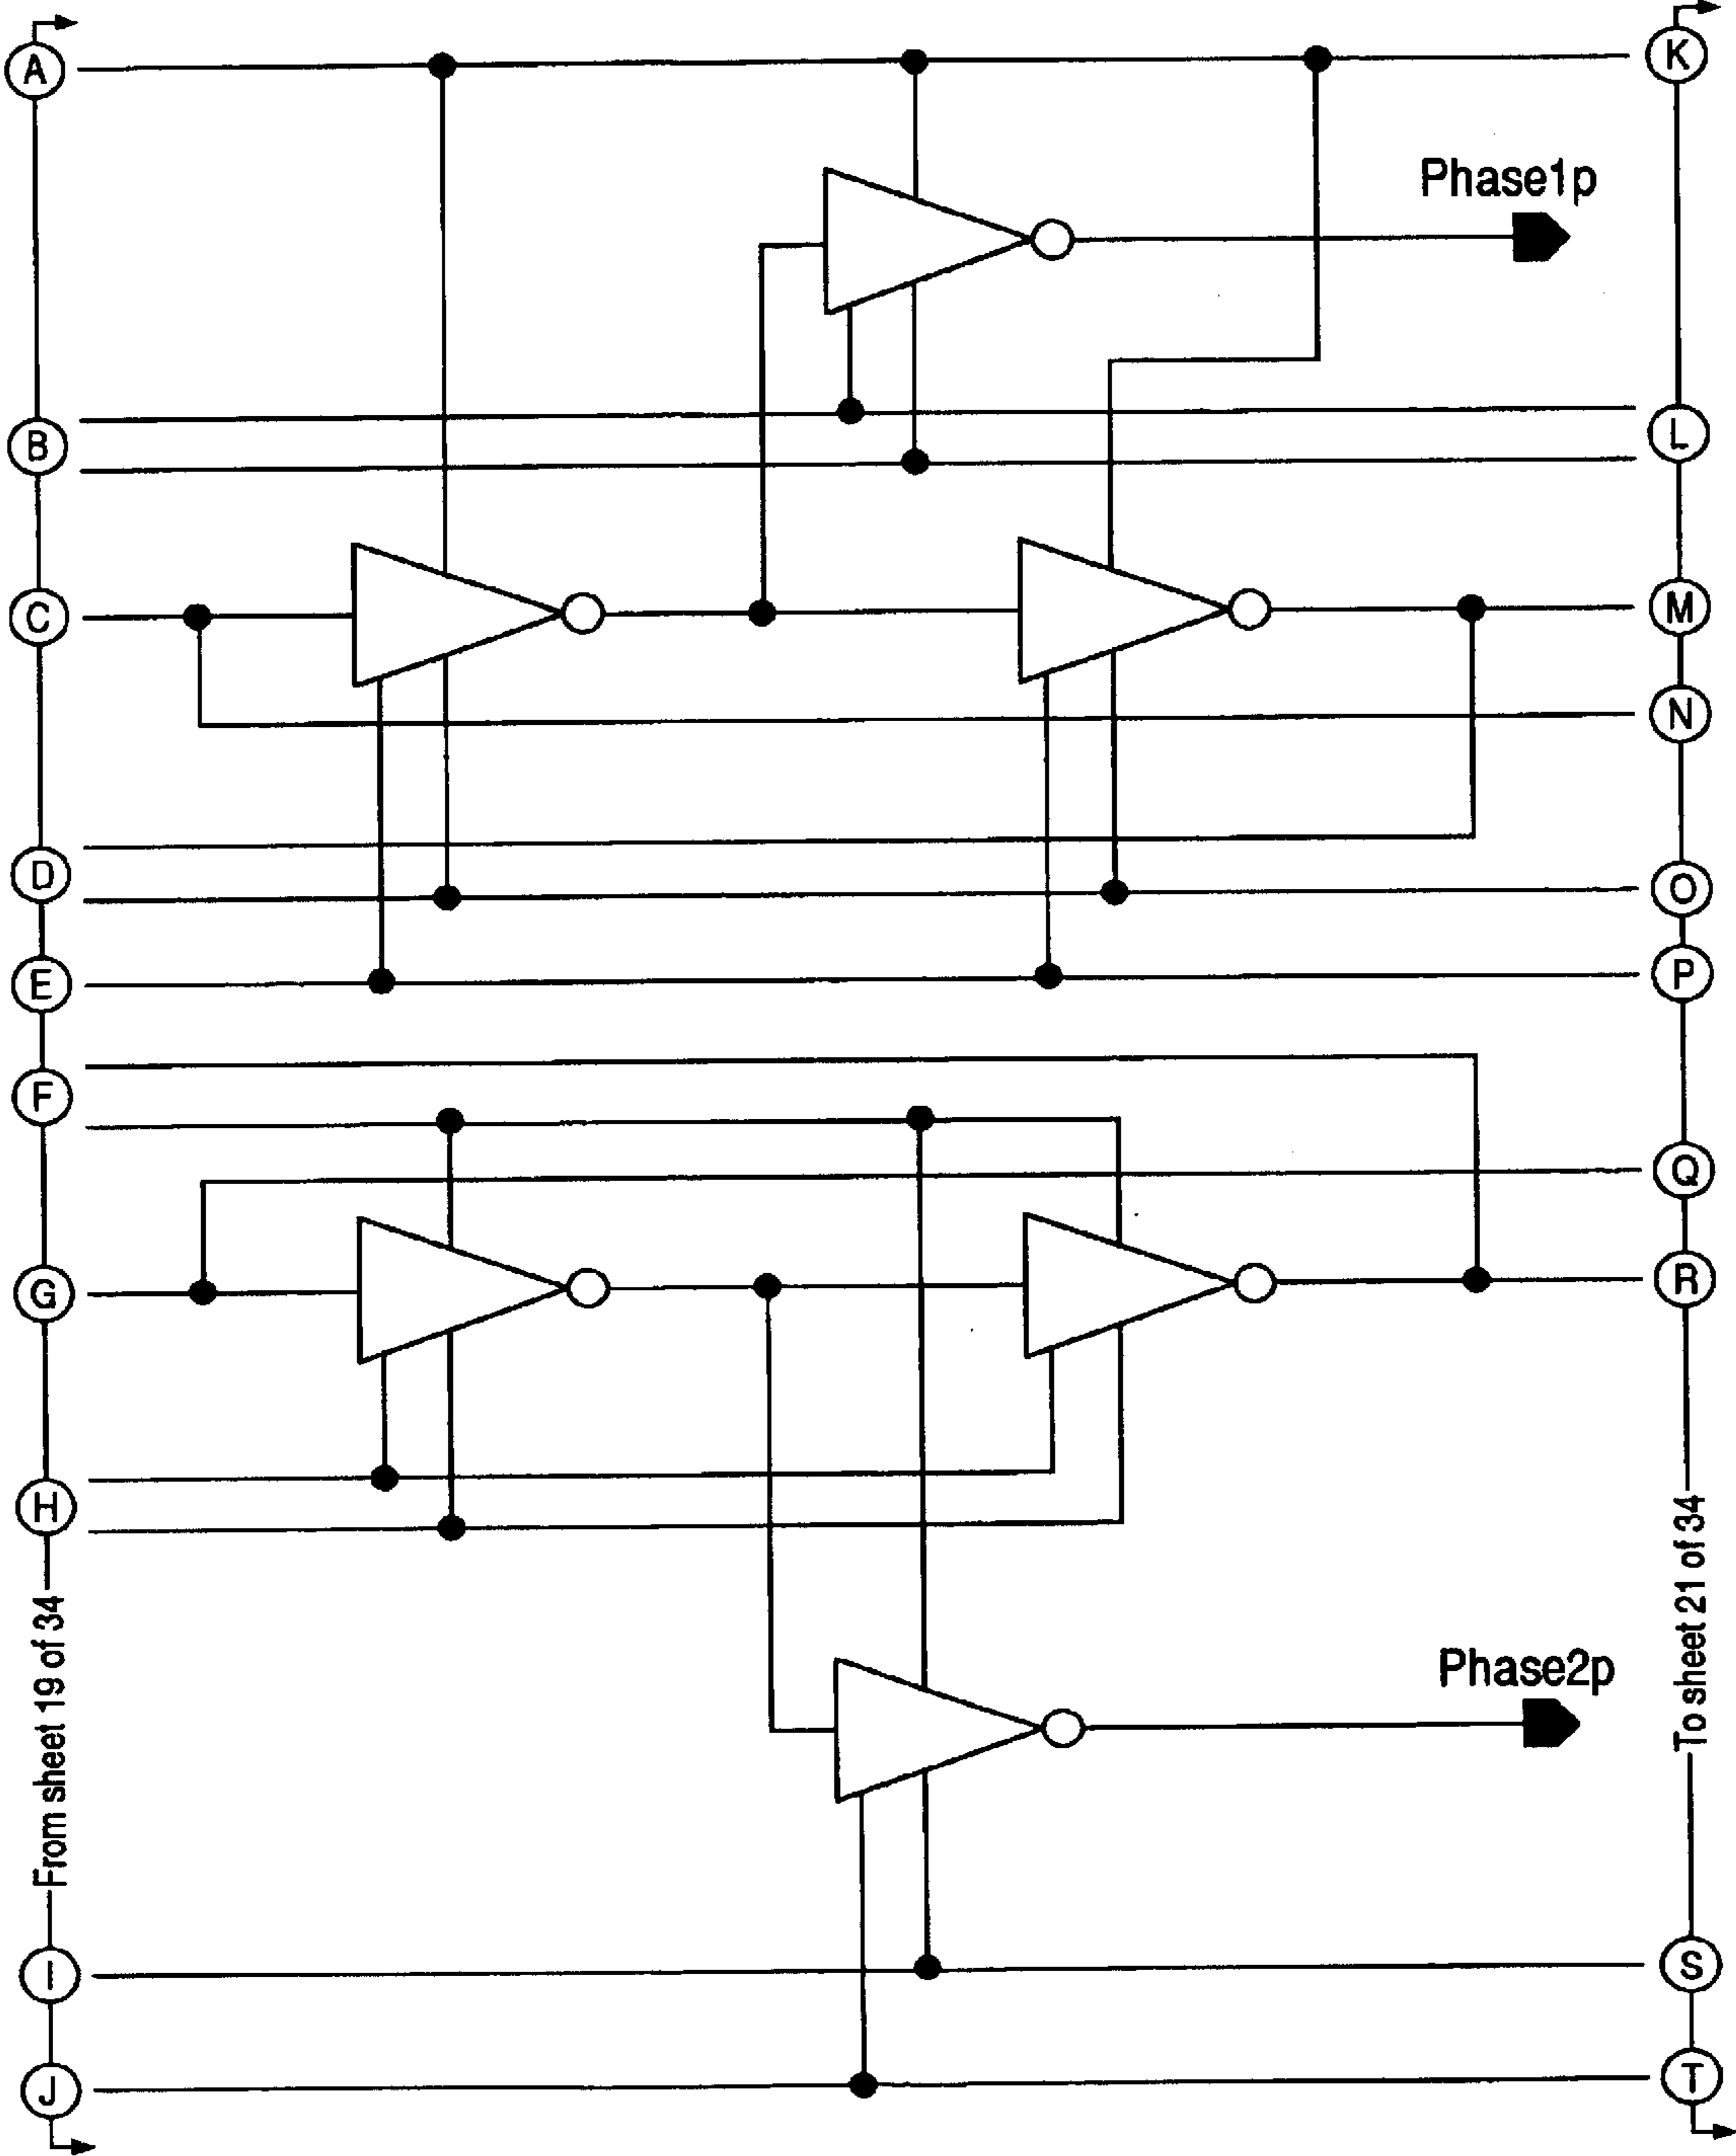 A
K
Phase1p
B
L
C
M
N
D
O
E
P
F
Q
G
R
H
From sheet 19 of 34
To sheet 21 of 34
Phase2p
I
S
J
T